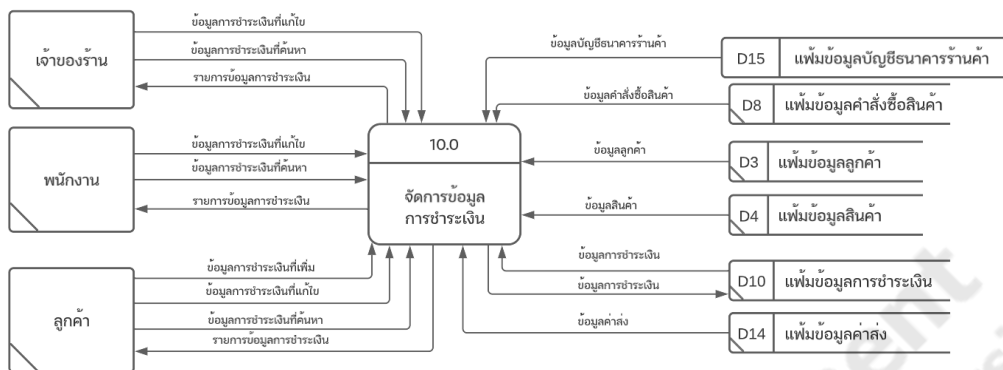 เจ้าของร้าน
ข้อมูลการชำระเงินที่แก้ไข
ข้อมูลการชำระเงินที่ค้นหา
รายการข้อมูลการชำระเงิน
พนักงาน
ข้อมูลการชำระเงินที่แก้ไข
ข้อมูลการชำระเงินที่ค้นหา
รายการข้อมูลการชำระเงิน
ลูกค้า
ข้อมูลการชำระเงินที่เพิ่ม
ข้อมูลการชำระเงินที่แก้ไข
ข้อมูลการชำระเงินที่ค้นหา
รายการข้อมูลการชำระเงิน
10.0
จัดการข้อมูล
การชำระเงิน
ข้อมูลบัญชีธนาคารร้านค้า
D15 แฟ้มข้อมูลบัญชีธนาคารร้านค้า
ข้อมูลคำสั่งซื้อสินค้า
D8 แฟ้มข้อมูลคำสั่งซื้อสินค้า
ข้อมูลลูกค้า
D3 แฟ้มข้อมูลลูกค้า
ข้อมูลสินค้า
D4 แฟ้มข้อมูลสินค้า
ข้อมูลการชำระเงิน
ข้อมูลการชำระเงิน
D10 แฟ้มข้อมูลการชำระเงิน
ข้อมูลค่าส่ง
D14 แฟ้มข้อมูลค่าส่ง